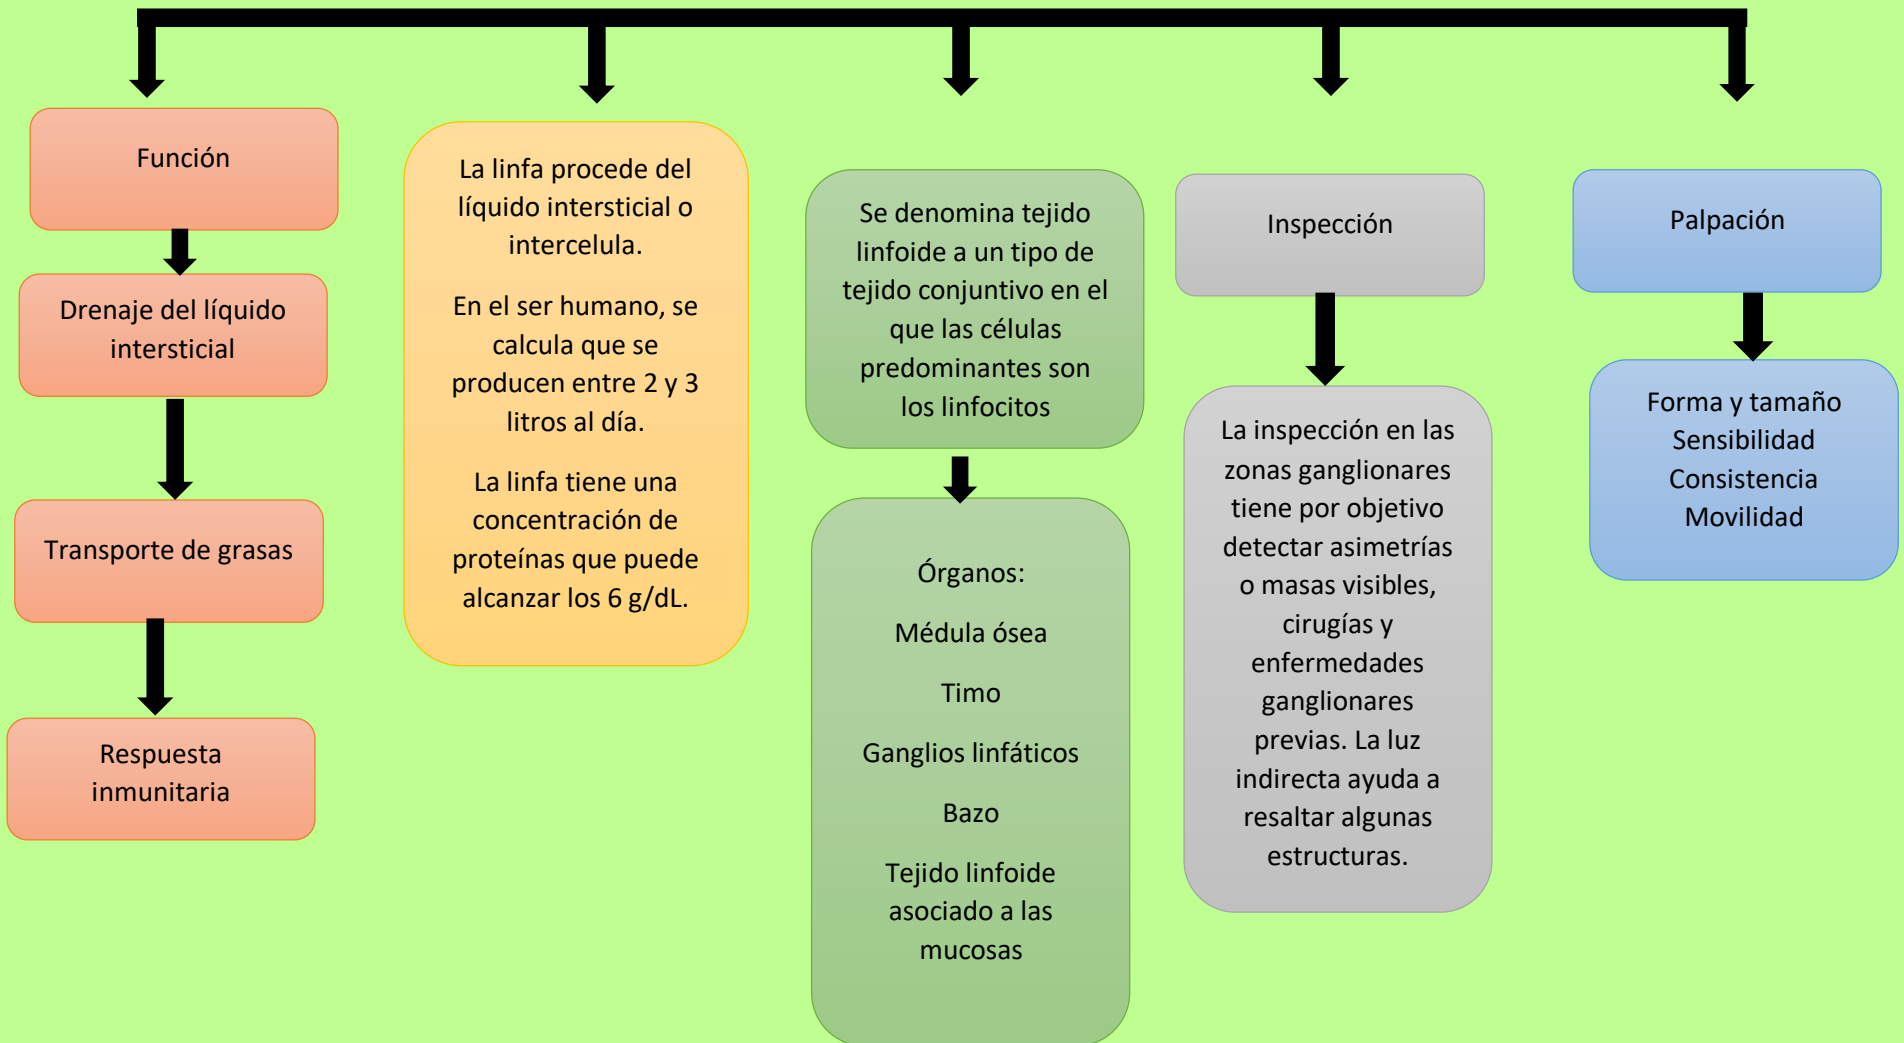 Función
Drenaje del líquido
intersticial
Transporte de grasas
Respuesta
inmunitaria
La linfa procede del
líquido intersticial o
intercelula.
En el ser humano, se
calcula que se
producen entre 2 y 3
litros al día.
La linfa tiene una
concentración de
proteínas que puede
alcanzar los 6 g/dL.
Se denomina tejido
linfoide a un tipo de
tejido conjuntivo en el
que las células
predominantes son
los linfocitos
Órganos:
Médula ósea
Timo
Ganglios linfáticos
Bazo
Tejido linfoide
asociado a las
mucosas
Inspección
La inspección en las
zonas ganglionares
tiene por objetivo
detectar asimetrías
o masas visibles,
cirugías y
enfermedades
ganglionares
previas. La luz
indirecta ayuda a
resaltar algunas
estructuras.
Palpación
Forma y tamaño
Sensibilidad
Consistencia
Movilidad